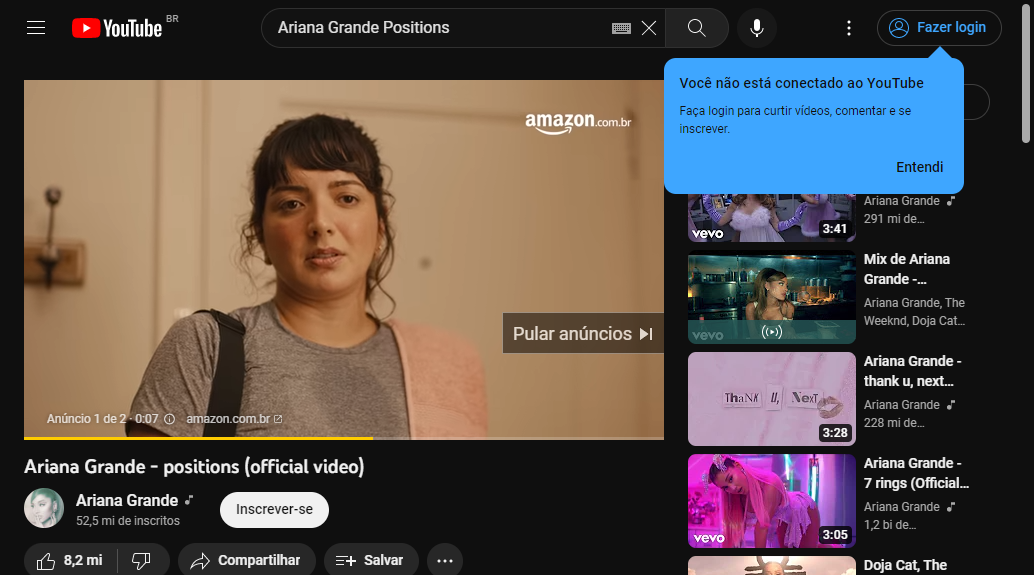 YouTube BR
Ariana Grande Positions
Fazer login
Você não está conectado ao YouTube
Faça login para curtir vídeos, comentar e se
inscrever.
Entendi
amazon.com.br
Pular anúncios
Anúncio 1 de 2 · 0:07
amazon.com.br
Ariana Grande - positions (official video)
Ariana Grande
52,5 mi de inscritos
Inscrever-se
8,2 mi
Compartilhar
Salvar
vevo
3:41
Ariana Grande
291 mi de...
vevo
Mix de Ariana
Grande -...
Ariana Grande, The
Weeknd, Doja Cat...
ThaNK U, NexT
3:28
Ariana Grande -
thank u, next...
Ariana Grande
228 mi de...
vevo
3:05
Ariana Grande -
7 rings (Official...
Ariana Grande
1,2 bi de...
Doja Cat, The